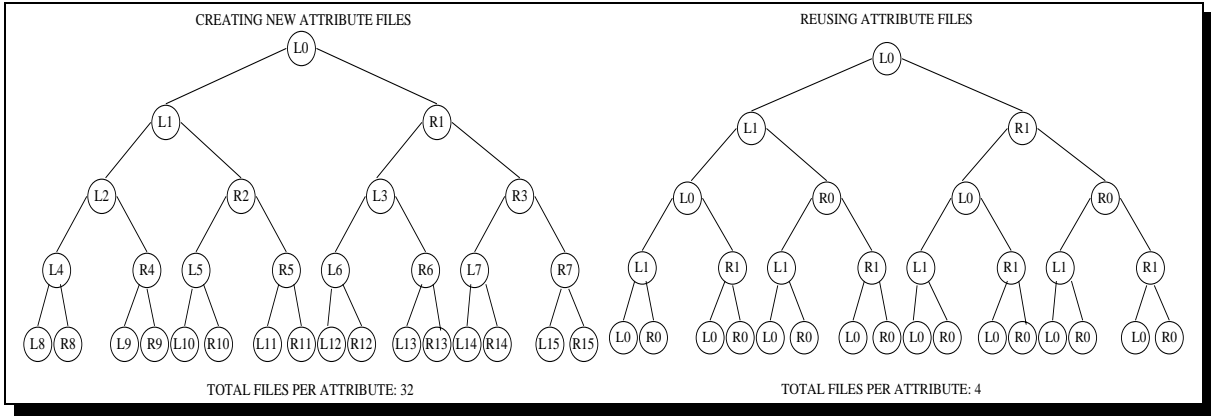 CREATING NEW ATTRIBUTE FILES
L0
L1 R1
L2 R2 L3 R3
L4 R4 L5 R5 L6 R6 L7 R7
L8 R8 L9 R9 L10 R10 L11 R11 L12 R12 L13 R13 L14 R14 L15 R15
TOTAL FILES PER ATTRIBUTE: 32
REUSING ATTRIBUTE FILES
L0
L1 R1
L0 R0 L0 R0
L1 R1 L1 R1 L1 R1 L1 R1
L0 R0 L0 R0 L0 R0 L0 R0 L0 R0 L0 R0 L0 R0 L0 R0
TOTAL FILES PER ATTRIBUTE: 4